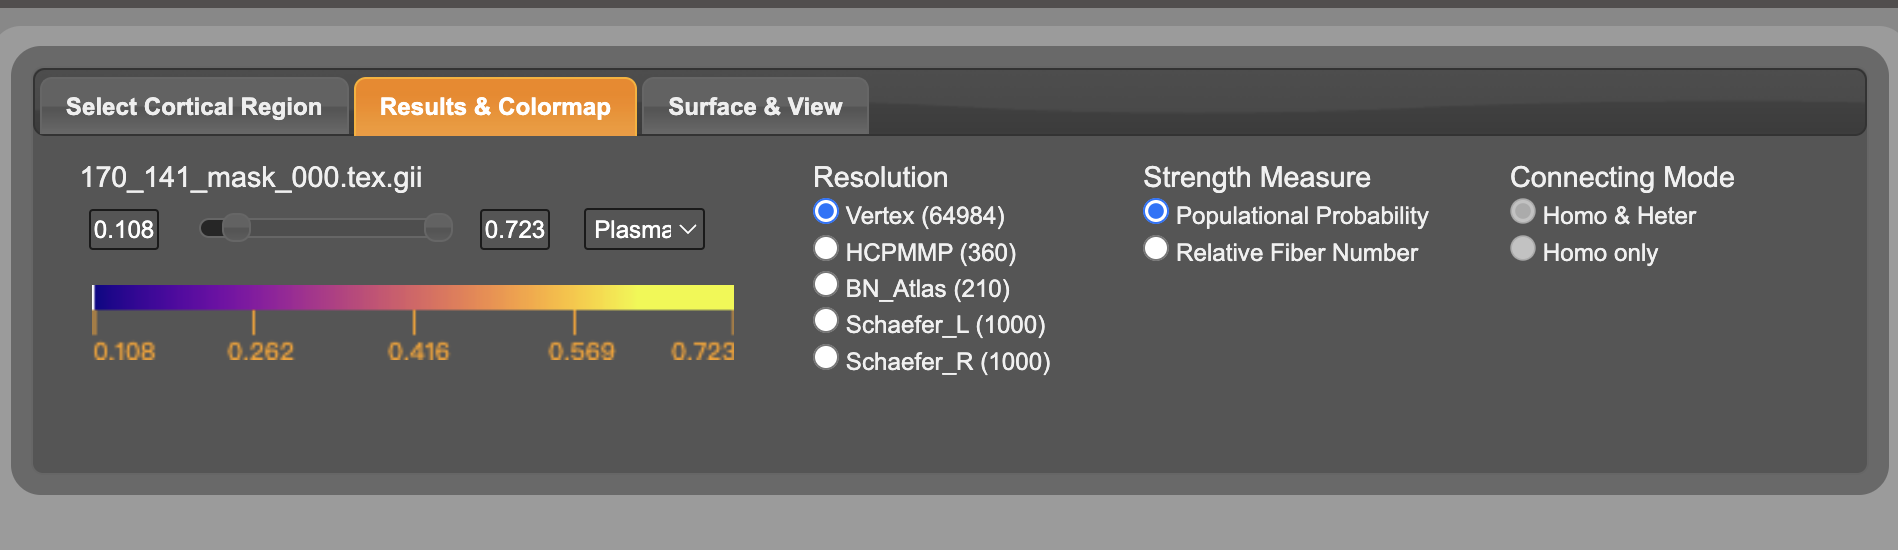 Select Cortical Region
Results & Colormap
Surface & View
170_141_mask_000.tex.gii
0.108
0.723
Plasma
0.108 0.262 0.416 0.569 0.723
Resolution
Vertex (64984)
HCPMMP (360)
BN_Atlas (210)
Schaefer_L (1000)
Schaefer_R (1000)
Strength Measure
Populational Probability
Relative Fiber Number
Connecting Mode
Homo & Heter
Homo only